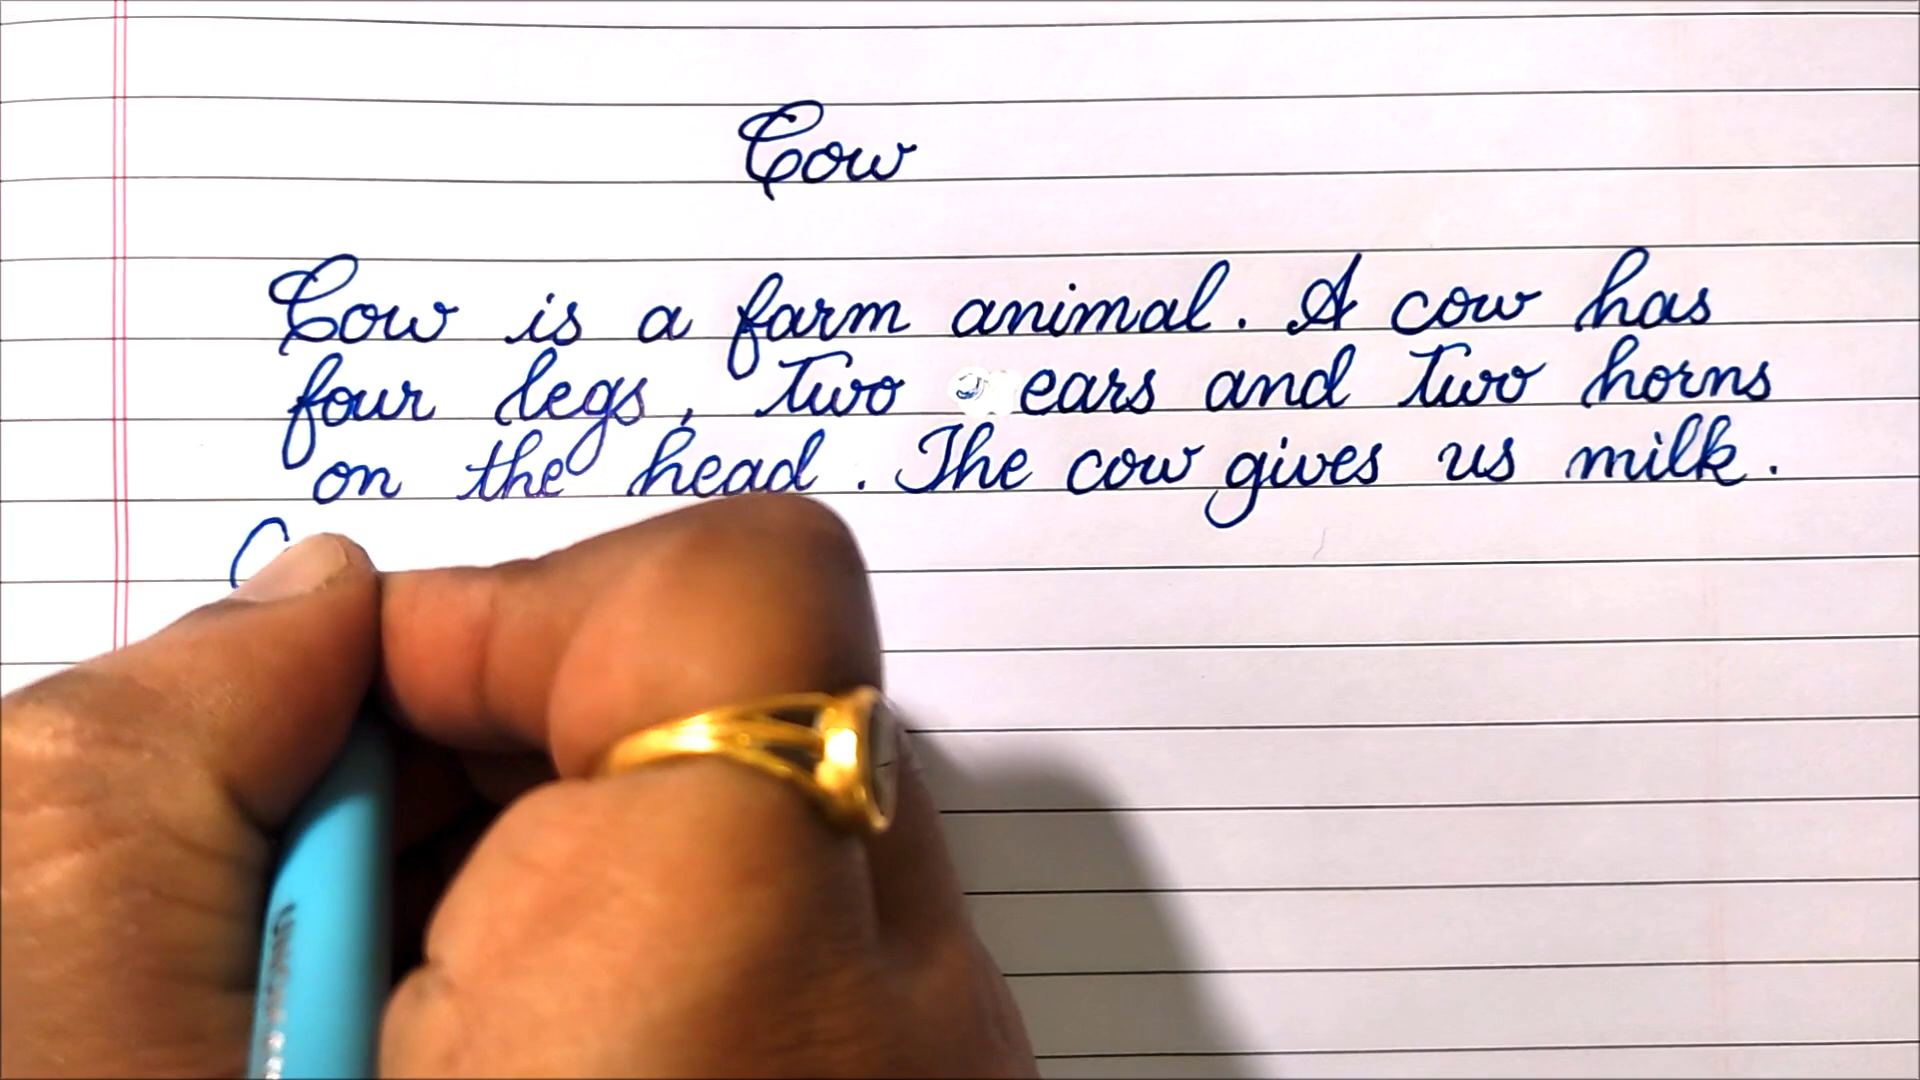 Cow
Cow is a farm animal. A cow has
four legs, two ears and two horns
on the head. The cow gives us milk.